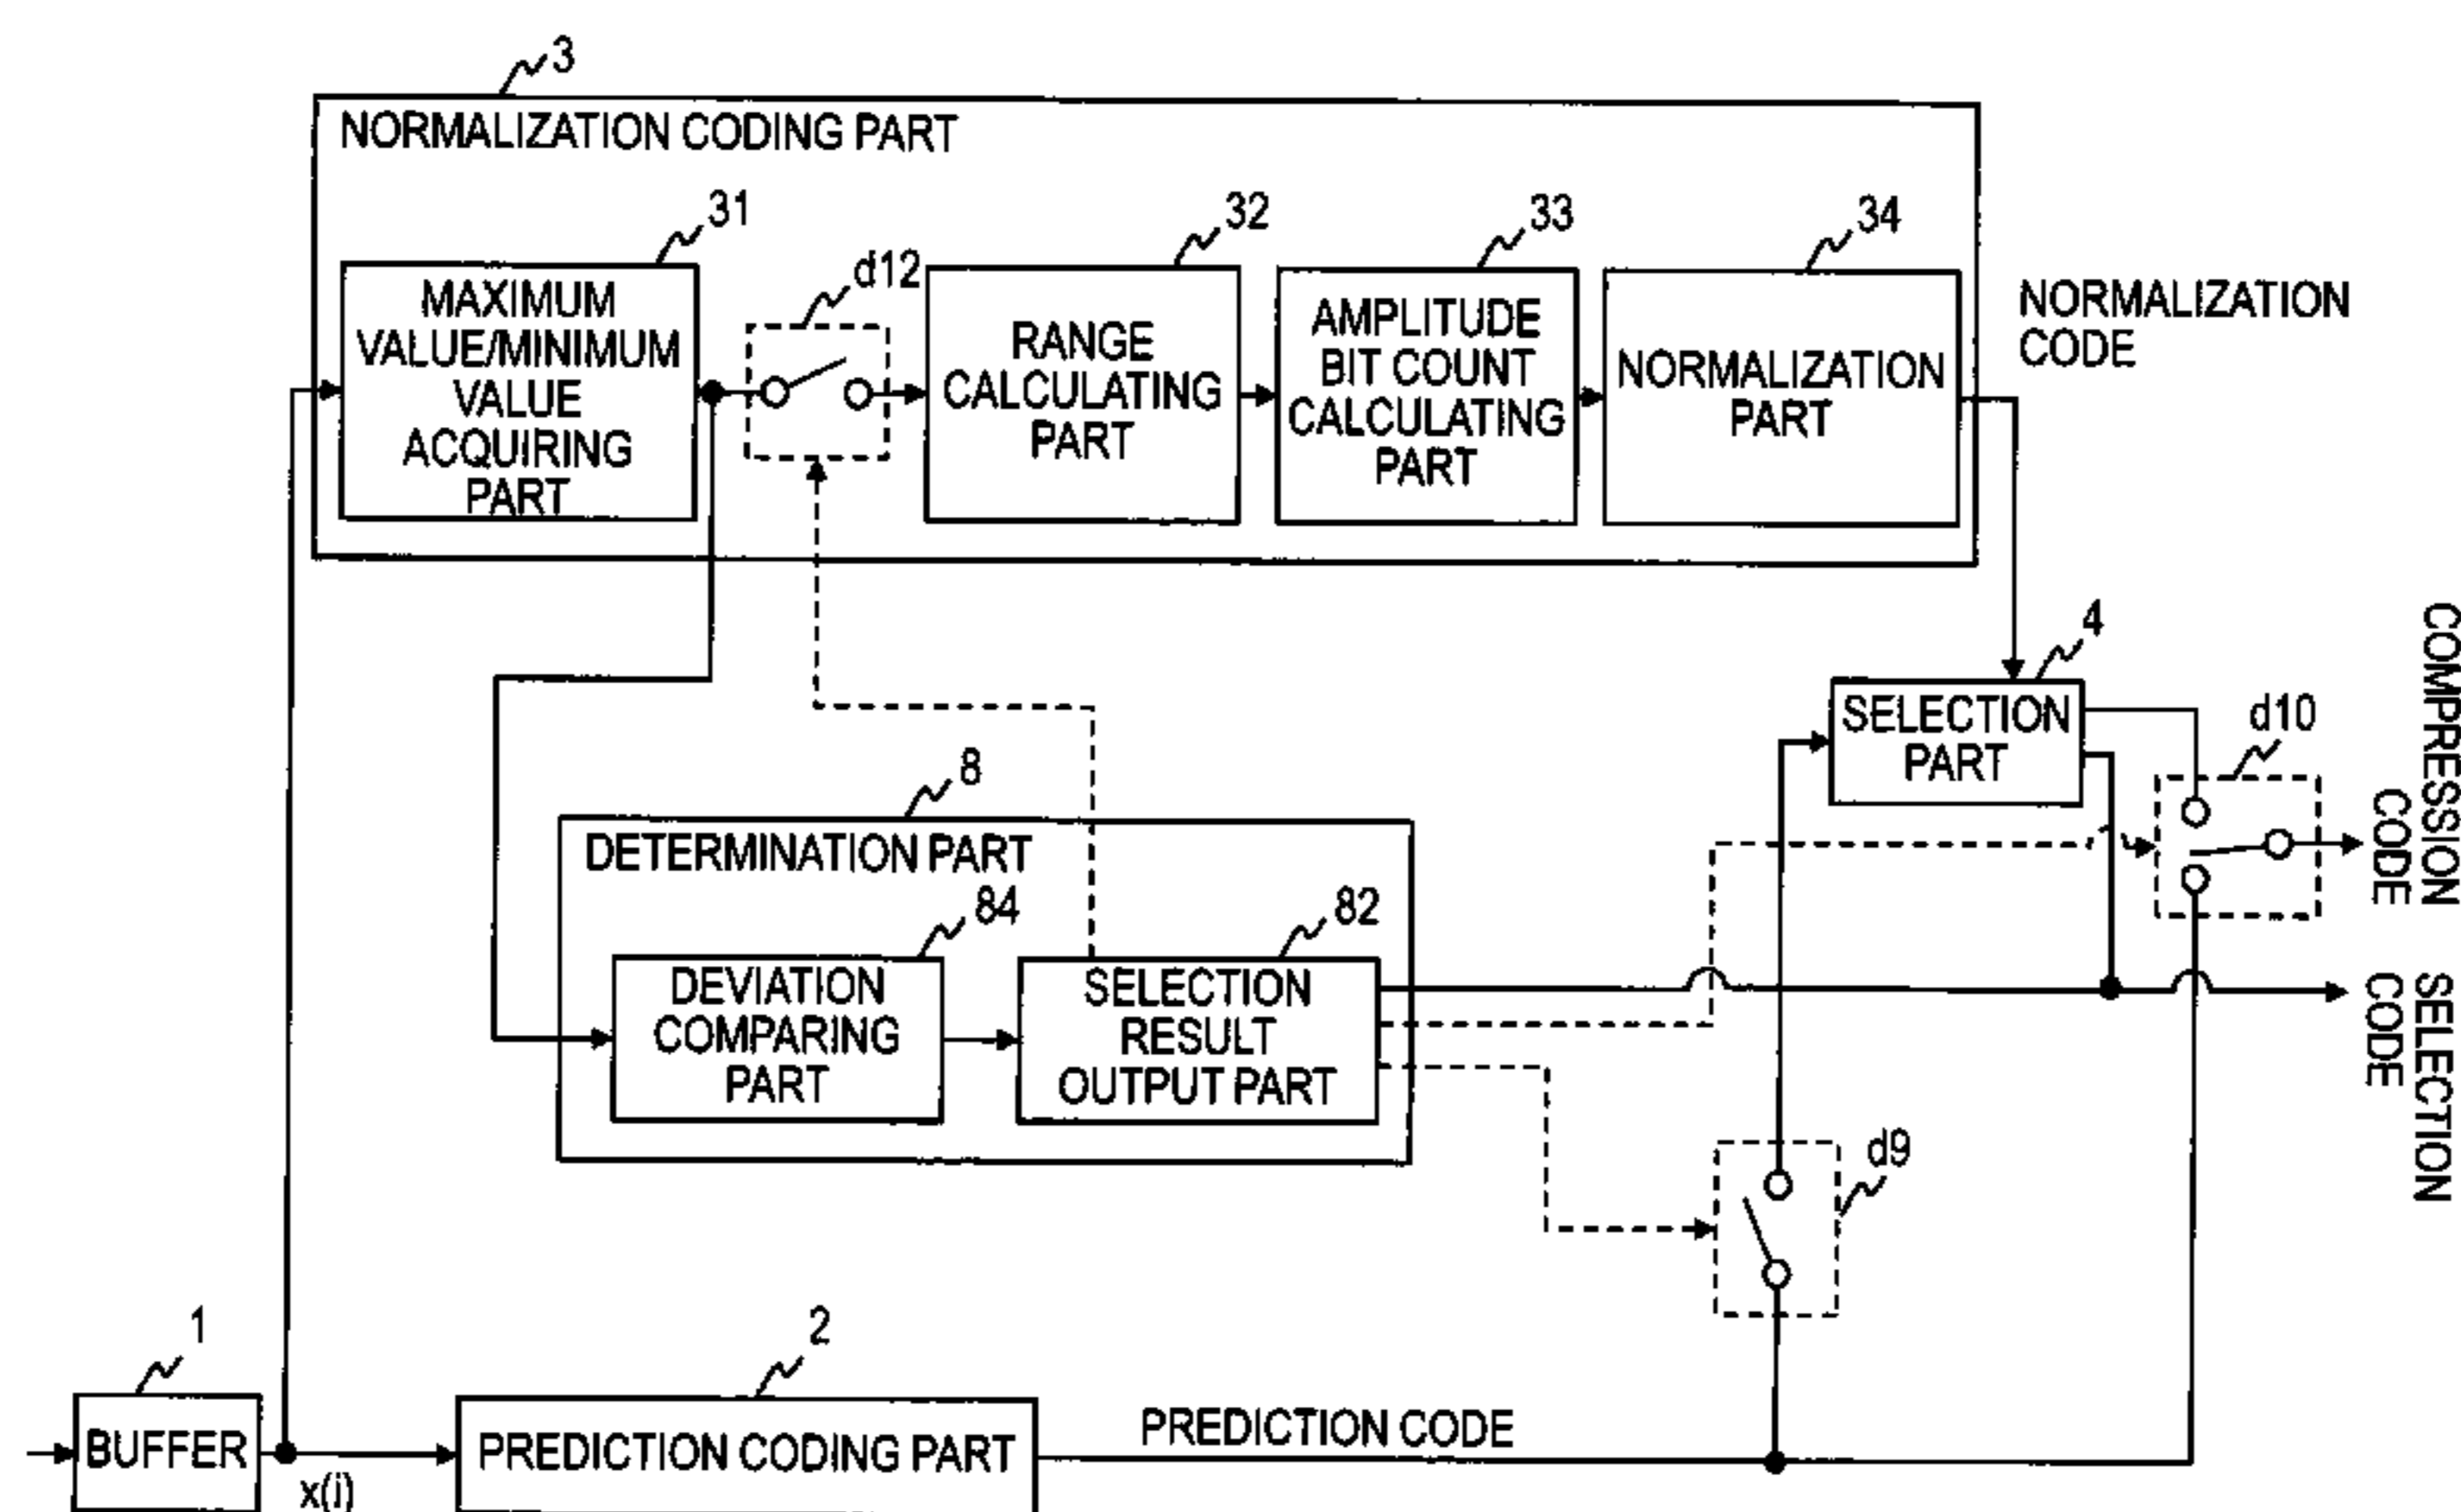 3
NORMALIZATION CODING PART
31
d12
32
33
34
MAXIMUM
VALUE/MINIMUM
VALUE
ACQUIRING
PART
RANGE
CALCULATING
PART
AMPLITUDE
BIT COUNT
CALCULATING
PART
NORMALIZATION
PART
NORMALIZATION
CODE
4
SELECTION
PART
d10
COMPRESSION
CODE
8
DETERMINATION PART
84
82
DEVIATION
COMPARING
PART
SELECTION
RESULT
OUTPUT PART
SELECTION
CODE
d9
1
2
BUFFER
x(i)
PREDICTION CODING PART
PREDICTION CODE